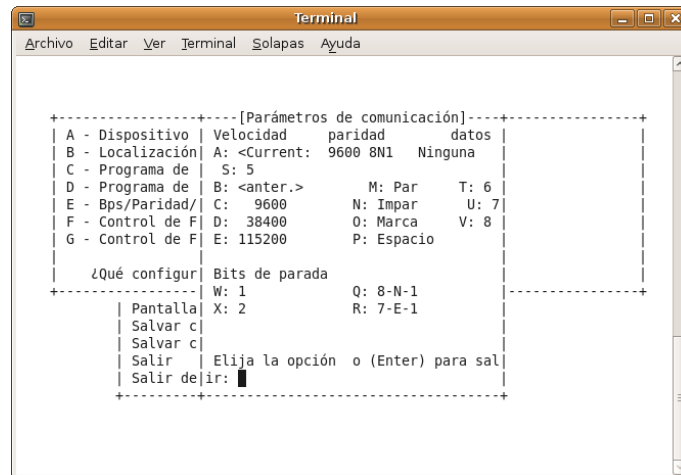 Terminal
Archivo Editar Ver Terminal Solapas Ayuda
+-----------------+----[Parámetros de comunicación]----+----------------+
| A - Dispositivo | Velocidad     paridad       datos |                |
| B - Localización| A: <Current:  9600 8N1   Ninguna                   |
| C - Programa de |  S: 5                             |                |
| D - Programa de | B: <anter.>        M: Par     T: 6 |                |
| E - Bps/Paridad/| C:   9600        N: Impar      U: 7|                |
| F - Control de F| D:  38400        O: Marca     V: 8 |                |
| G - Control de F| E: 115200        P: Espacio        |                |
|                 |                                    |                |
|    ¿Qué configur| Bits de parada                     |                |
+-----------------| W: 1             Q: 8-N-1          |----------------+
| Pantalla| X: 2             R: 7-E-1          |
| Salvar c|                                    |
| Salvar c|                                    |
| Salir   | Elija la opción  o (Enter) para sal|
| Salir de|ir:                                 |
+---------+------------------------------------+